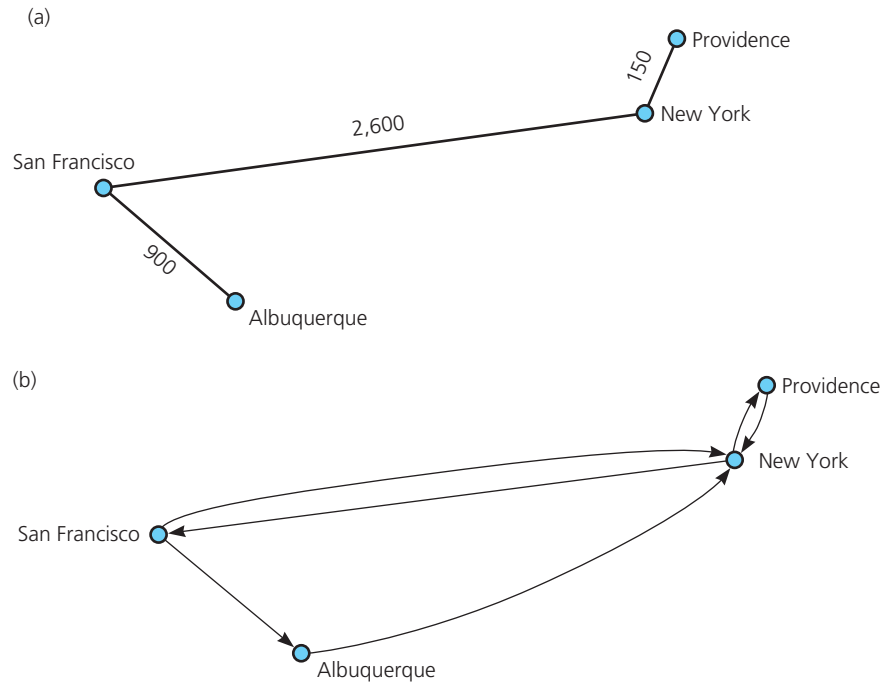 (a)
Providence
150
New York
2,600
San Francisco
900
Albuquerque
(b)
Providence
New York
San Francisco
Albuquerque